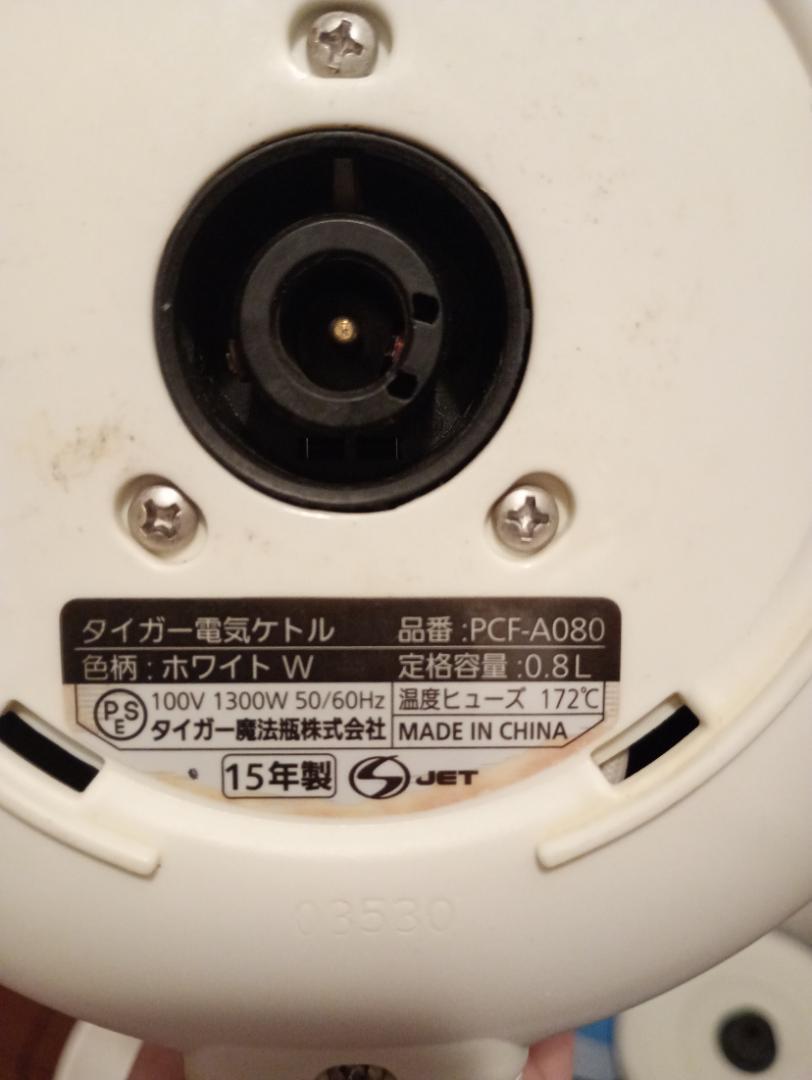 タイガー電気ケトル 品番:PCF-A080
色柄:ホワイト W 定格容量:0.8L
PSE 100V 1300W 50/60Hz 温度ヒューズ 172℃
タイガー魔法瓶株式会社 MADE IN CHINA
15年製 S JET
03530